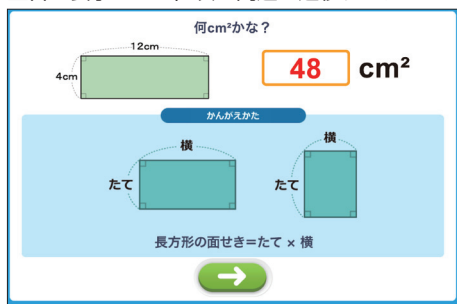 何cm²かな？
12cm
4cm
48 cm²
かんがえかた
横
たて
横
たて
長方形の面せき=たて × 横